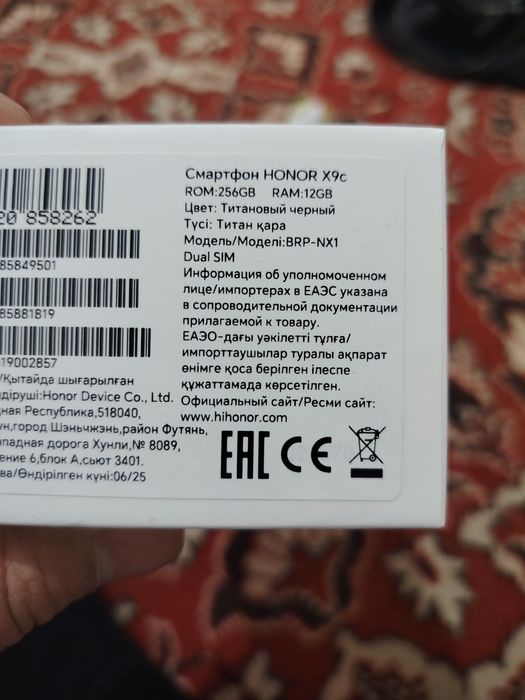 20 858262
85849501
85881819
19002857
/Қытайда шығарылған
діруші:Honor Device Co., Ltd.
дная Республика,518040,
ун,город Шэньчжэнь,район Футянь,
ападная дорога Хунли,№ 8089,
ение 6,блок А,сьют 3401.
ва/Өндірілген күні:06/25
Смартфон HONOR X9c
ROM:256GB RAM:12GB
Цвет: Титановый черный
Түсі: Титан қара
Модель/Моделі:BRP-NX1
Dual SIM
Информация об уполномоченном
лице/импортерах в ЕАЭС указана
в сопроводительной документации
прилагаемой к товару.
ЕАЭО-дағы уәкілетті тұлға/
импорттаушылар туралы ақпарат
өнімге қоса берілген ілеспе
құжаттамада көрсетілген.
Официальный сайт/Ресми сайт:
www.hihonor.com
EAC CE